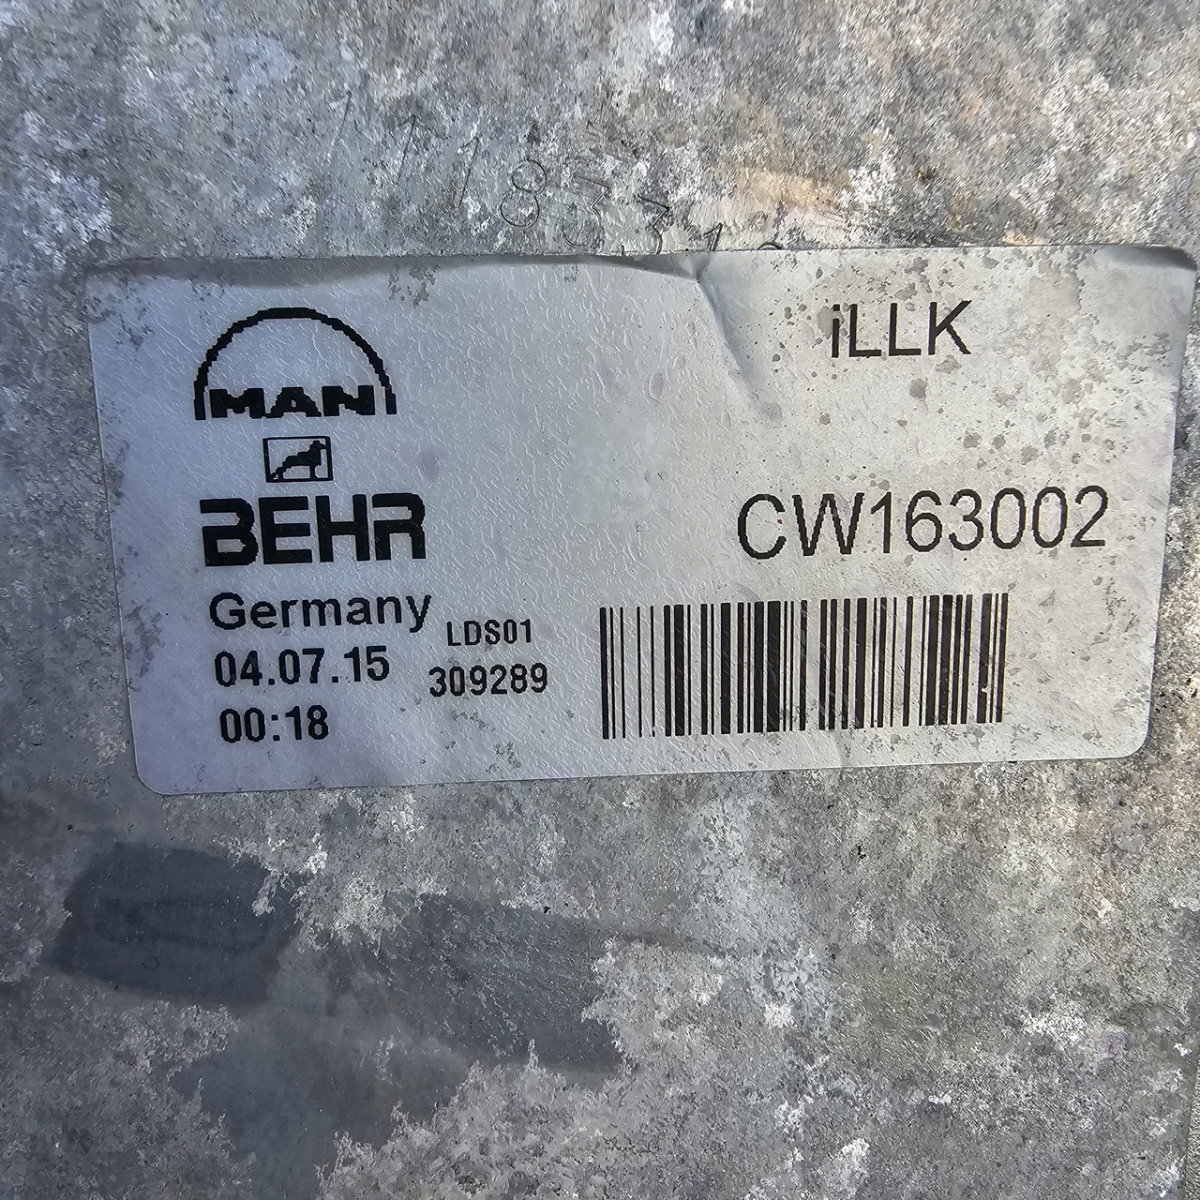 iLLK
MAN
BEHR
CW163002
Germany
LDS01
04.07.15
309289
00:18